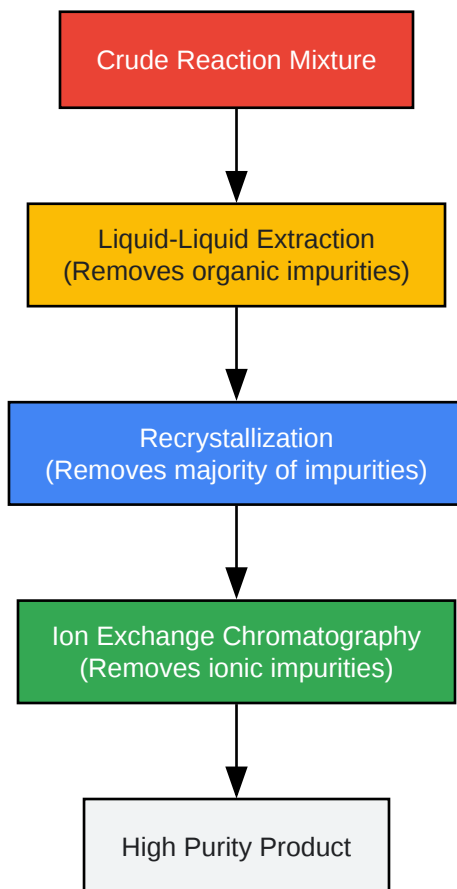 Crude Reaction Mixture
Liquid-Liquid Extraction
(Removes organic impurities)
Recrystallization
(Removes majority of impurities)
Ion Exchange Chromatography
(Removes ionic impurities)
High Purity Product